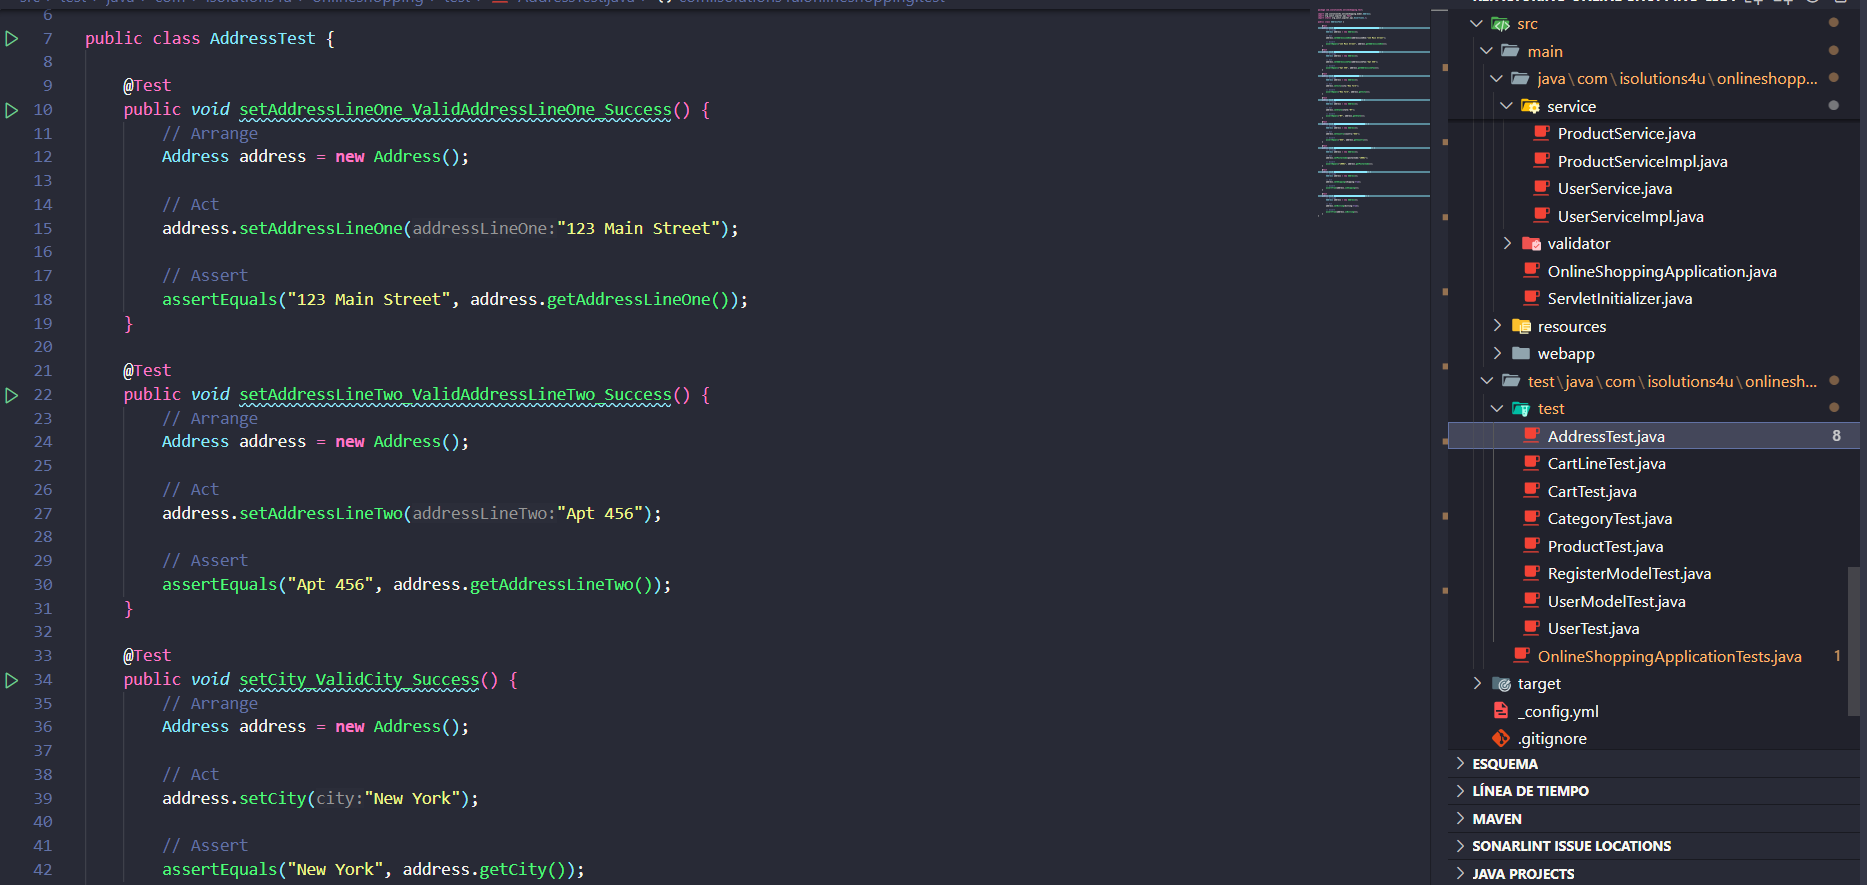 6
7 public class AddressTest {
8
9 @Test
10 public void setAddressLineOne_ValidAddressLineOne_Success() {
11 // Arrange
12 Address address = new Address();
13
14 // Act
15 address.setAddressLineOne(addressLineOne:"123 Main Street");
16
17 // Assert
18 assertEquals("123 Main Street", address.getAddressLineOne());
19 }
20
21 @Test
22 public void setAddressLineTwo_ValidAddressLineTwo_Success() {
23 // Arrange
24 Address address = new Address();
25
26 // Act
27 address.setAddressLineTwo(addressLineTwo:"Apt 456");
28
29 // Assert
30 assertEquals("Apt 456", address.getAddressLineTwo());
31 }
32
33 @Test
34 public void setCity_ValidCity_Success() {
35 // Arrange
36 Address address = new Address();
37
38 // Act
39 address.setCity(city:"New York");
40
41 // Assert
42 assertEquals("New York", address.getCity());
src
main
java\com\isolutions4u\onlineshopp...
service
ProductService.java
ProductServiceImpl.java
UserService.java
UserServiceImpl.java
validator
OnlineShoppingApplication.java
ServletInitializer.java
resources
webapp
test\java\com\isolutions4u\onlinesh...
test
AddressTest.java 8
CartLineTest.java
CartTest.java
CategoryTest.java
ProductTest.java
RegisterModelTest.java
UserModelTest.java
UserTest.java
OnlineShoppingApplicationTests.java 1
target
_config.yml
.gitignore
ESQUEMA
LÍNEA DE TIEMPO
MAVEN
SONARLINT ISSUE LOCATIONS
JAVA PROJECTS